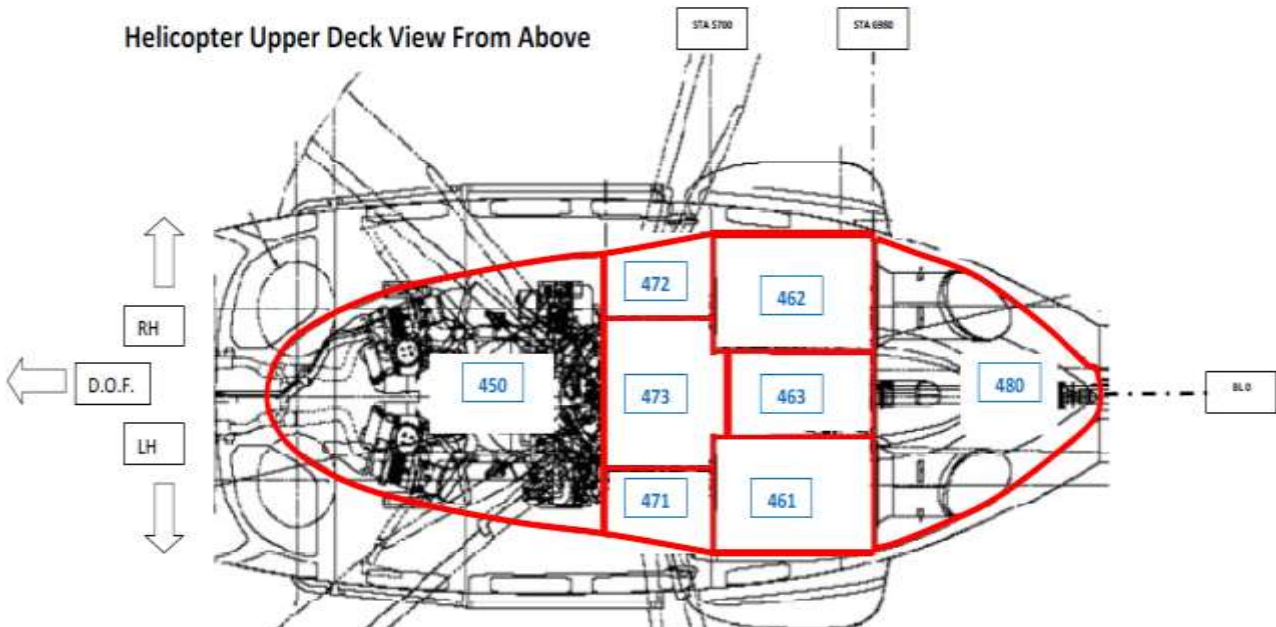 STA 5700
STA 6980
Helicopter Upper Deck View From Above
472
462
RH
D.O.F.
450
473
463
480
BL 0
LH
471
461